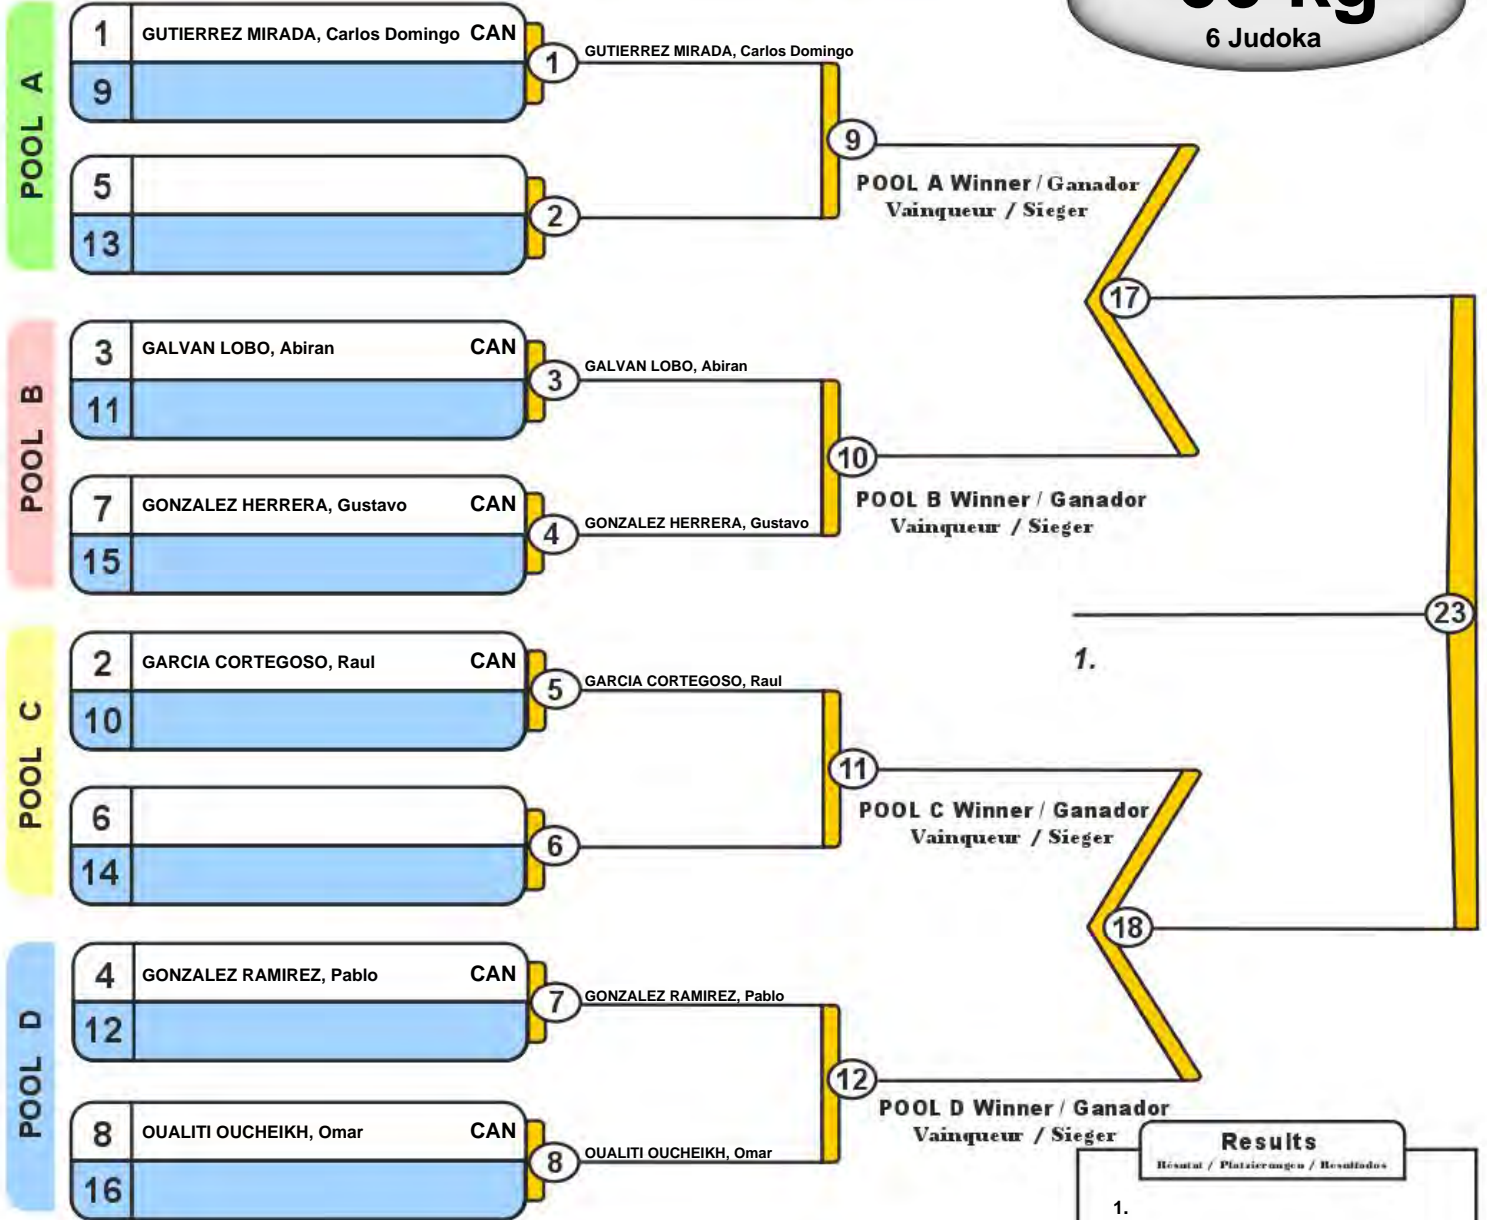 kg
6 Judoka
POOL A
1 GUTIERREZ MIRADA, Carlos Domingo CAN
9
1
GUTIERREZ MIRADA, Carlos Domingo
5
13
2
9
POOL A Winner / Ganador
Vainqueur / Sieger
17
POOL B
3 GALVAN LOBO, Abiran CAN
11
3
GALVAN LOBO, Abiran
7 GONZALEZ HERRERA, Gustavo CAN
15
4
GONZALEZ HERRERA, Gustavo
10
POOL B Winner / Ganador
Vainqueur / Sieger
23
1.
POOL C
2 GARCIA CORTEGOSO, Raul CAN
10
5
GARCIA CORTEGOSO, Raul
6
14
6
11
POOL C Winner / Ganador
Vainqueur / Sieger
18
POOL D
4 GONZALEZ RAMIREZ, Pablo CAN
12
7
GONZALEZ RAMIREZ, Pablo
8 OUALITI OUCHEIKH, Omar CAN
16
8
OUALITI OUCHEIKH, Omar
12
POOL D Winner / Ganador
Vainqueur / Sieger
Results
Résutat / Platzierungen / Resultados
1.